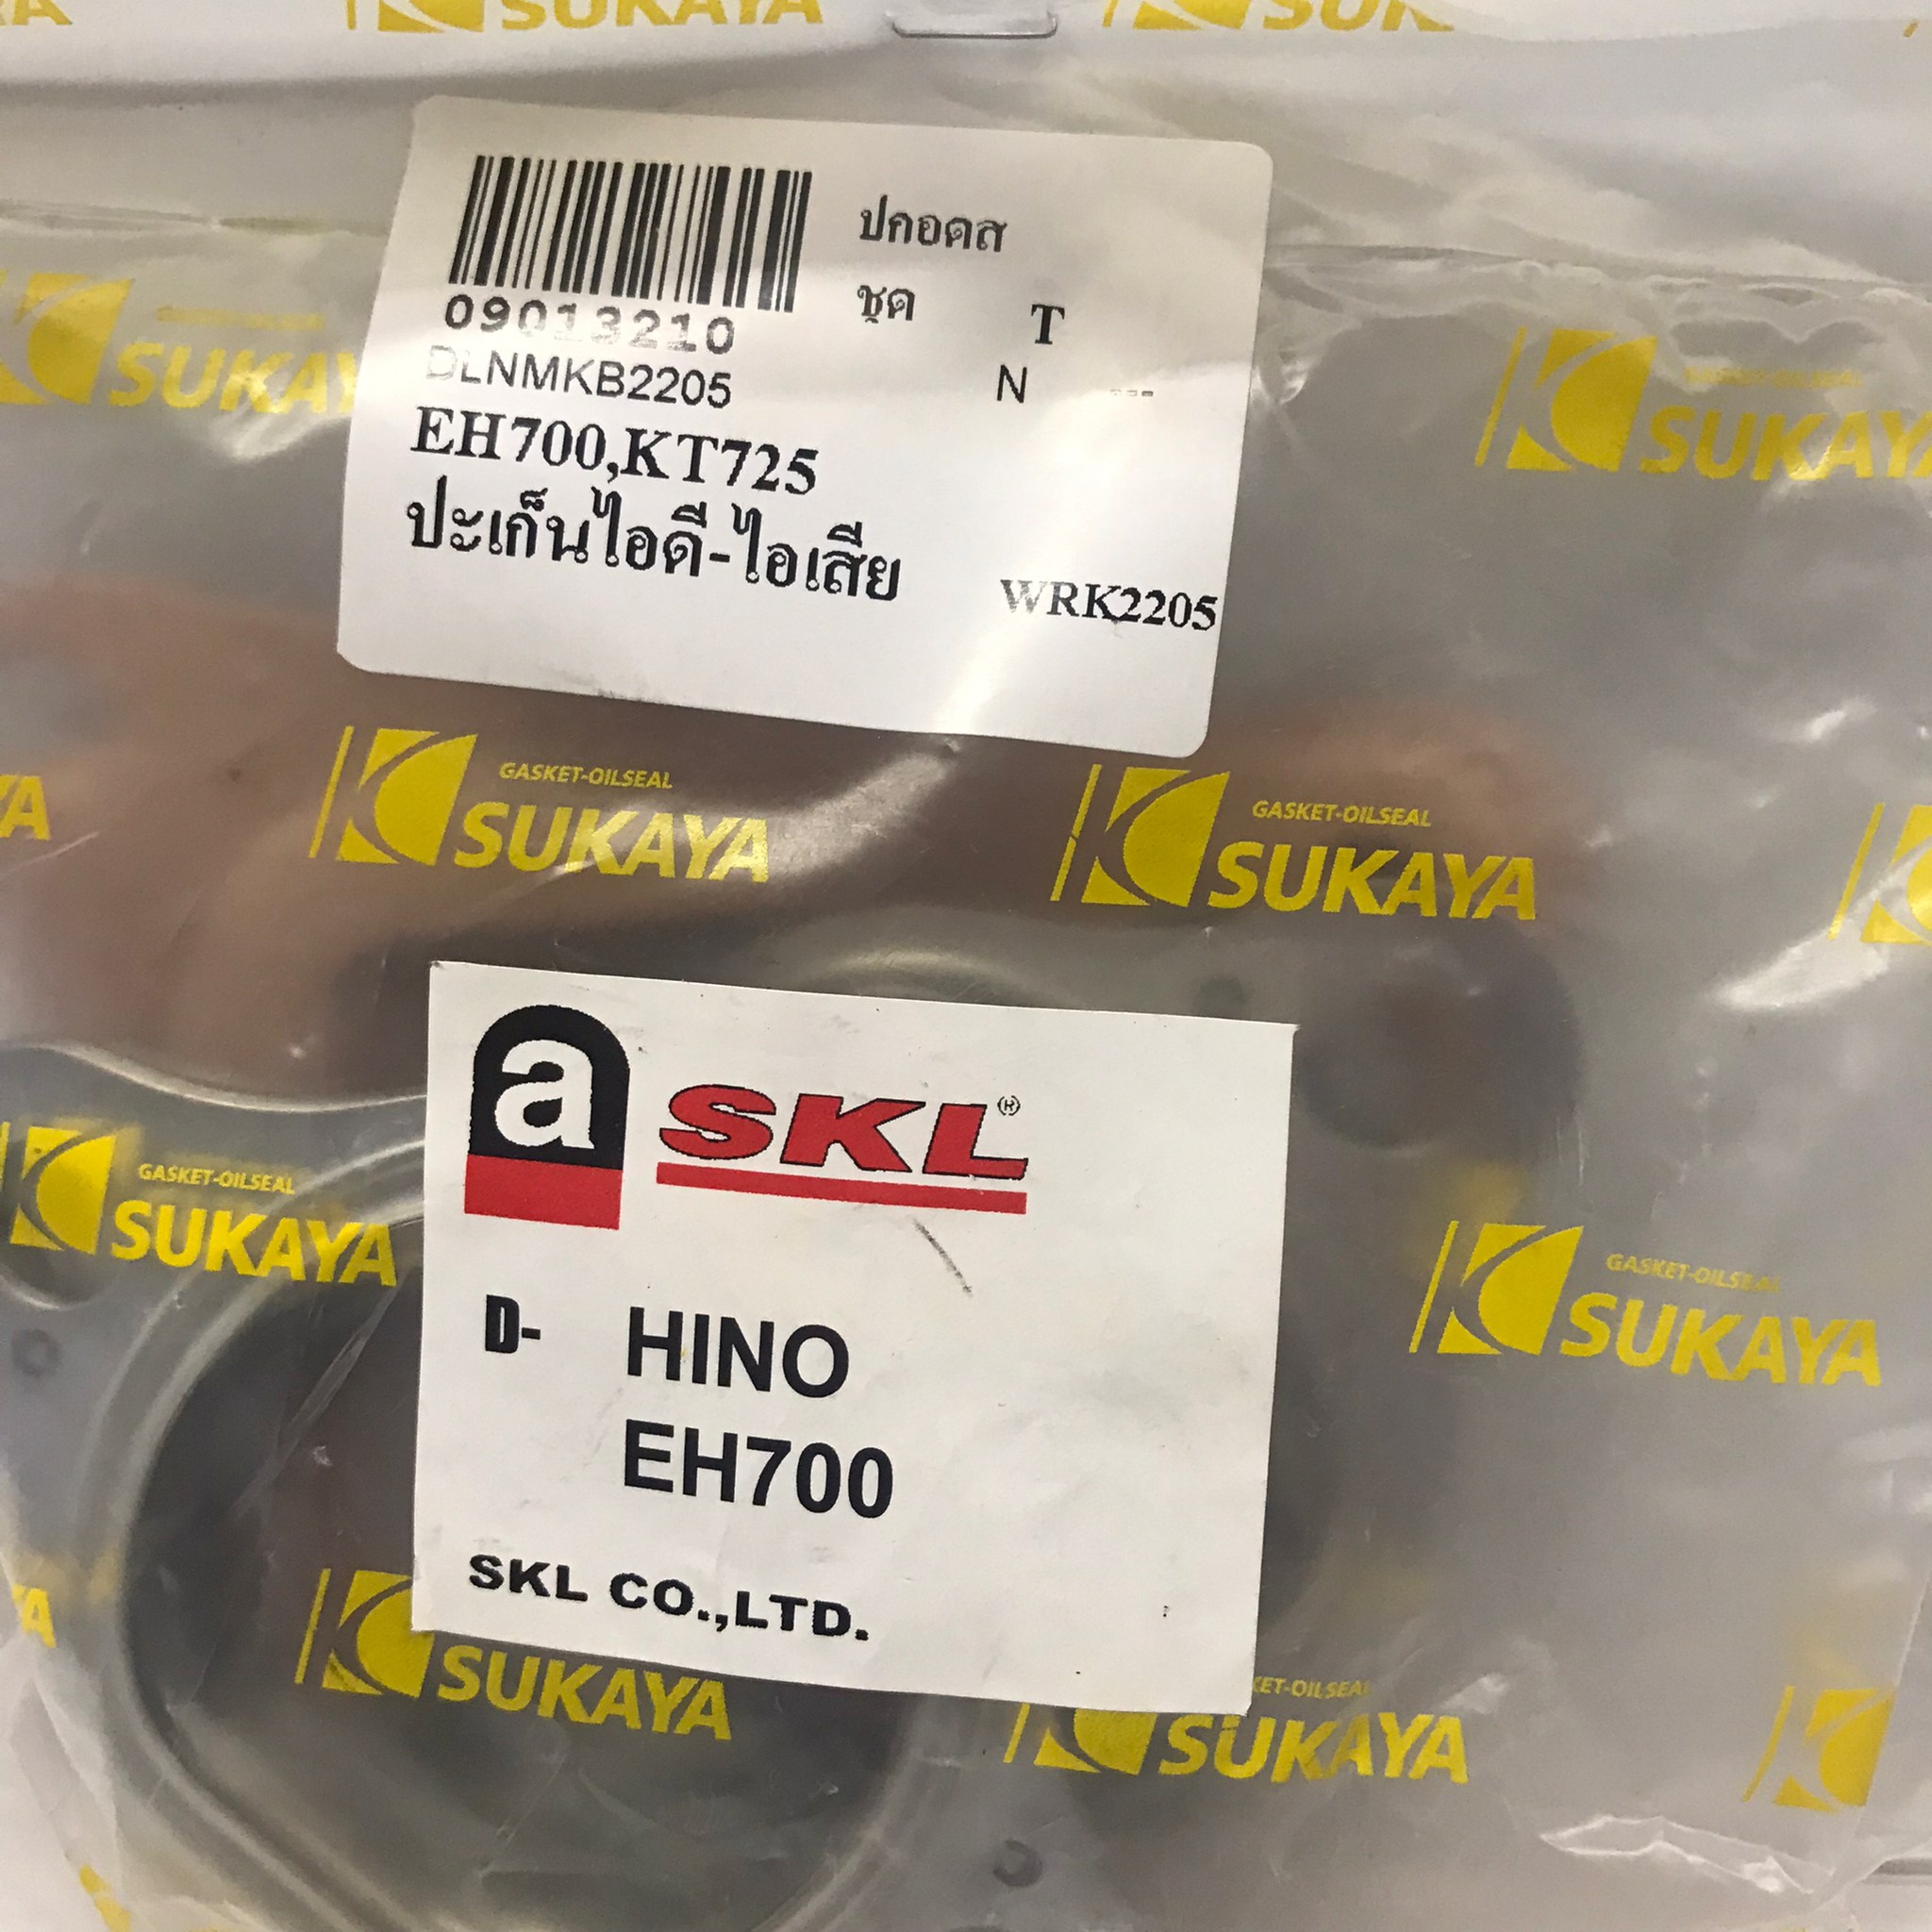 SUKAYA
ปกอดส
ชุด T
09013210
DLNMKB2205 N ---
EH700,KT725
ปะเก็นไอดี-ไอเสีย
WRK2205
SUKAYA
SUKAYA
GASKET-OILSEAL
SUKAYA
GASKET-OILSEAL
SUKAYA
a SKL®
GASKET-OILSEAL
SUKAYA
GASKET-OILSEAL
SUKAYA
D- HINO
EH700
SKL CO.,LTD.
SUKAYA
SUKAYA